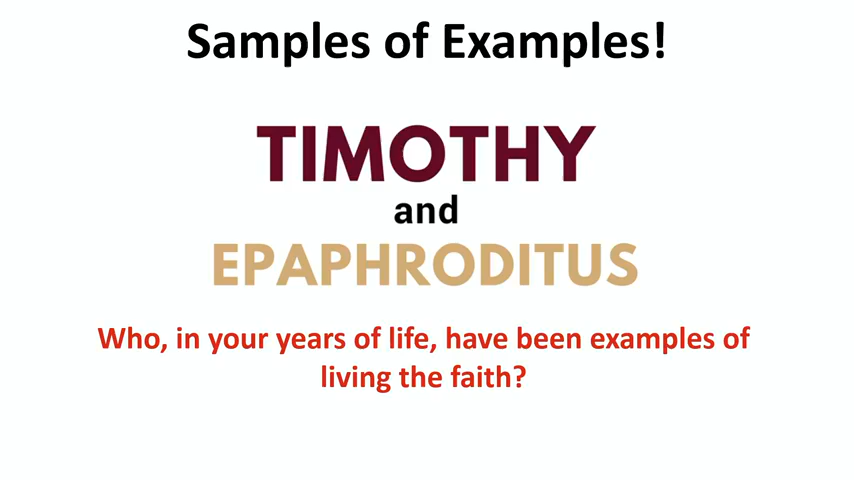 Samples of Examples!
TIMOTHY
and
EPAPHRODITUS
Who, in your years of life, have been examples of
living the faith?